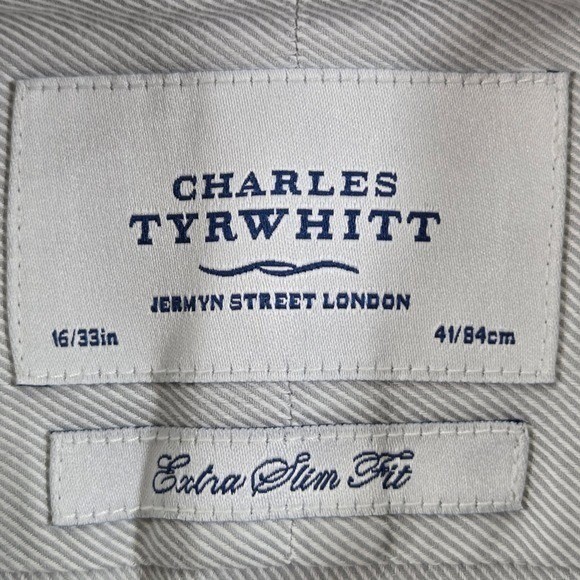 CHARLES
TYRWHITT
JERMYN STREET LONDON
16/33in 41/84cm
Extra Slim Fit